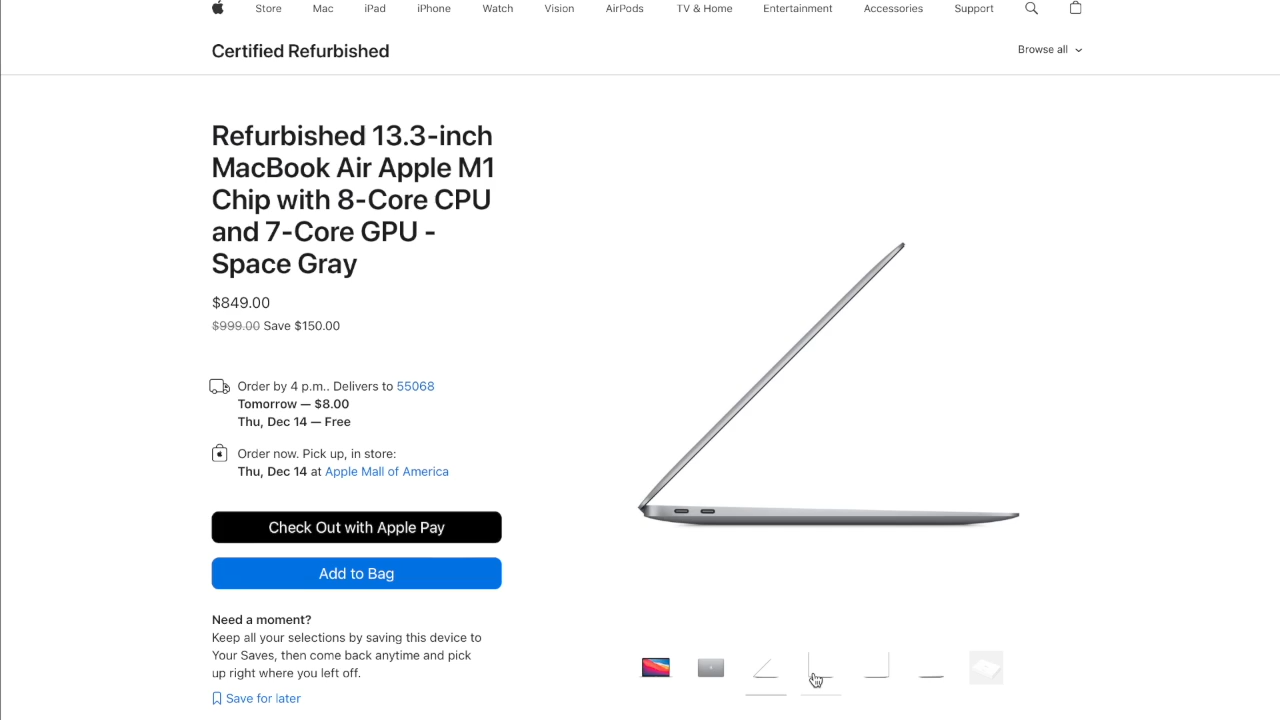 Store Mac iPad iPhone Watch Vision AirPods TV & Home Entertainment Accessories Support
Certified Refurbished
Browse all
Refurbished 13.3-inch
MacBook Air Apple M1
Chip with 8-Core CPU
and 7-Core GPU -
Space Gray
$849.00
$999.00 Save $150.00
Order by 4 p.m.. Delivers to 55068
Tomorrow — $8.00
Thu, Dec 14 — Free
Order now. Pick up, in store:
Thu, Dec 14 at Apple Mall of America
Check Out with Apple Pay
Add to Bag
Need a moment?
Keep all your selections by saving this device to
Your Saves, then come back anytime and pick
up right where you left off.
Save for later